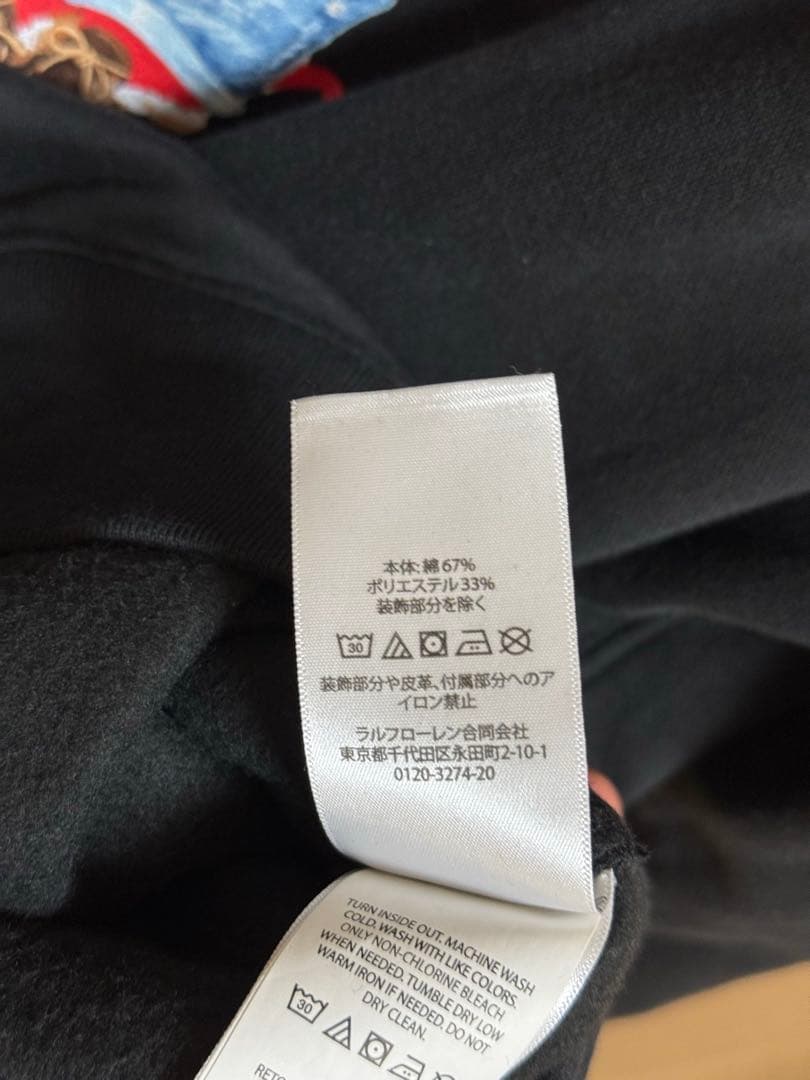 本体: 綿 67%
ポリエステル 33%
装飾部分を除く
30
装飾部分や皮革、付属部分へのア
イロン禁止
ラルフローレン合同会社
東京都千代田区永田町2-10-1
0120-3274-20
TURN INSIDE OUT. MACHINE WASH
COLD. WASH WITH LIKE COLORS.
ONLY NON-CHLORINE BLEACH
WHEN NEEDED. TUMBLE DRY LOW
WARM IRON IF NEEDED. DO NOT
DRY CLEAN.
30